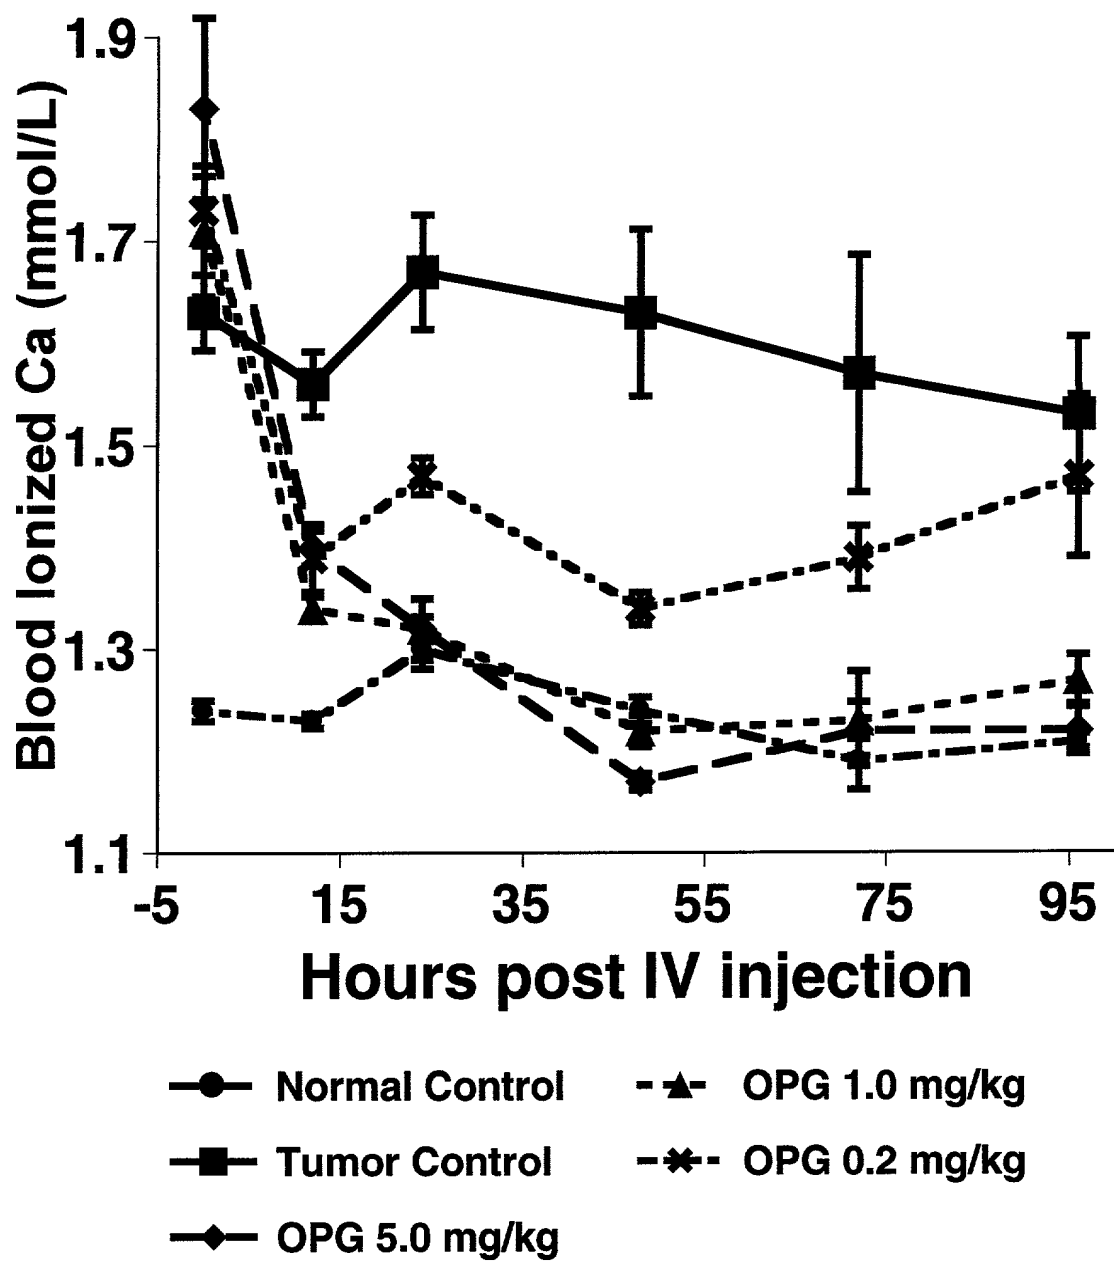 Blood Ionized Ca (mmol/L)
1.9
1.7
1.5
1.3
1.1
-5 15 35 55 75 95
Hours post IV injection
Normal Control
OPG 1.0 mg/kg
Tumor Control
OPG 0.2 mg/kg
OPG 5.0 mg/kg